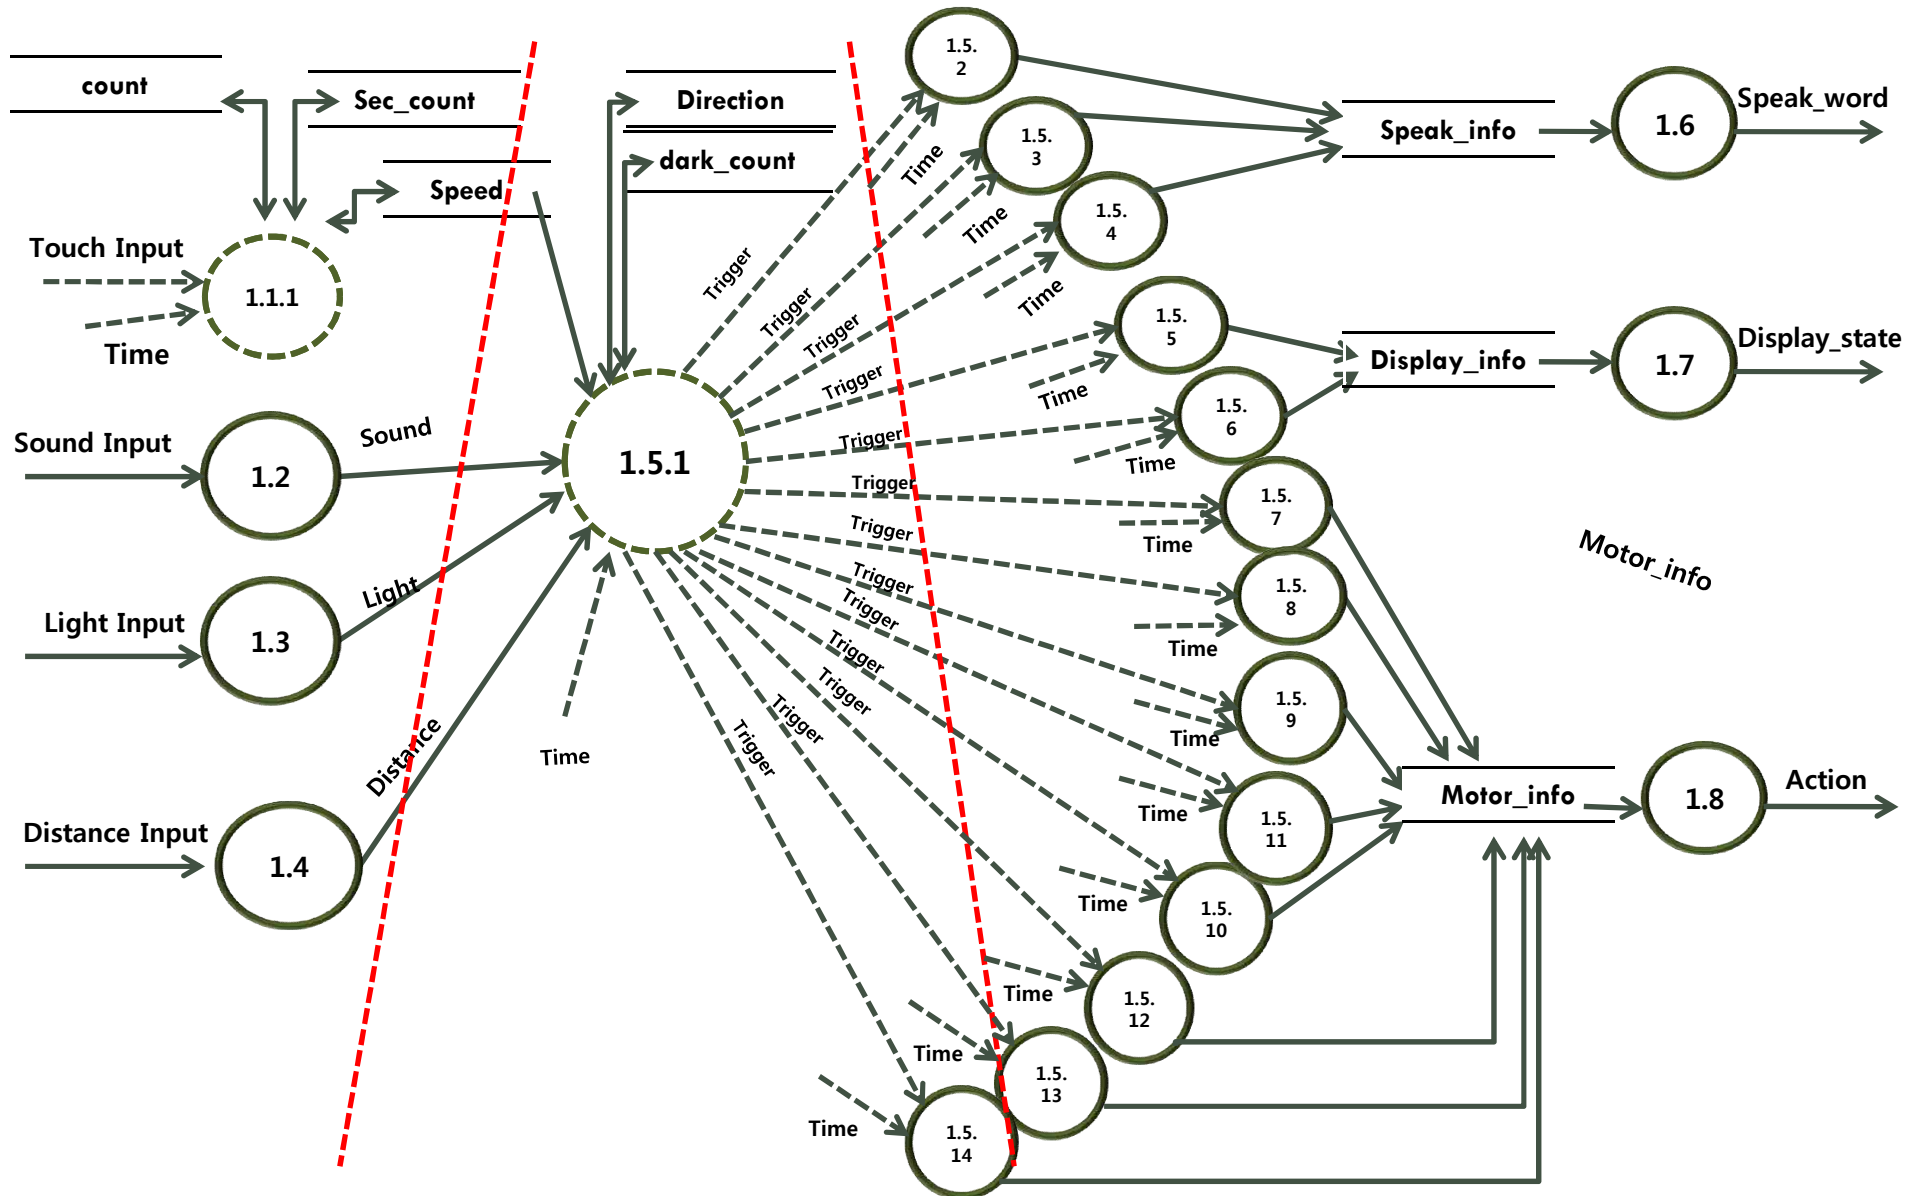 count
Sec_count
Speed
Touch Input
Time
1.1.1
Sound Input
1.2
Sound
Light Input
1.3
Light
Distance Input
1.4
Distance
Direction
dark_count
1.5.1
Time
Trigger
Trigger
Trigger
Trigger
Trigger
Trigger
Trigger
Trigger
Trigger
Trigger
Trigger
Trigger
Trigger
1.5.
2
Time
1.5.
3
Time
1.5.
4
Time
1.5.
5
Time
1.5.
6
Time
1.5.
7
Time
1.5.
8
Time
1.5.
9
Time
1.5.
11
Time
1.5.
10
Time
1.5.
12
Time
1.5.
13
Time
1.5.
14
Time
Speak_info
1.6
Speak_word
Display_info
1.7
Display_state
Motor_info
Motor_info
1.8
Action